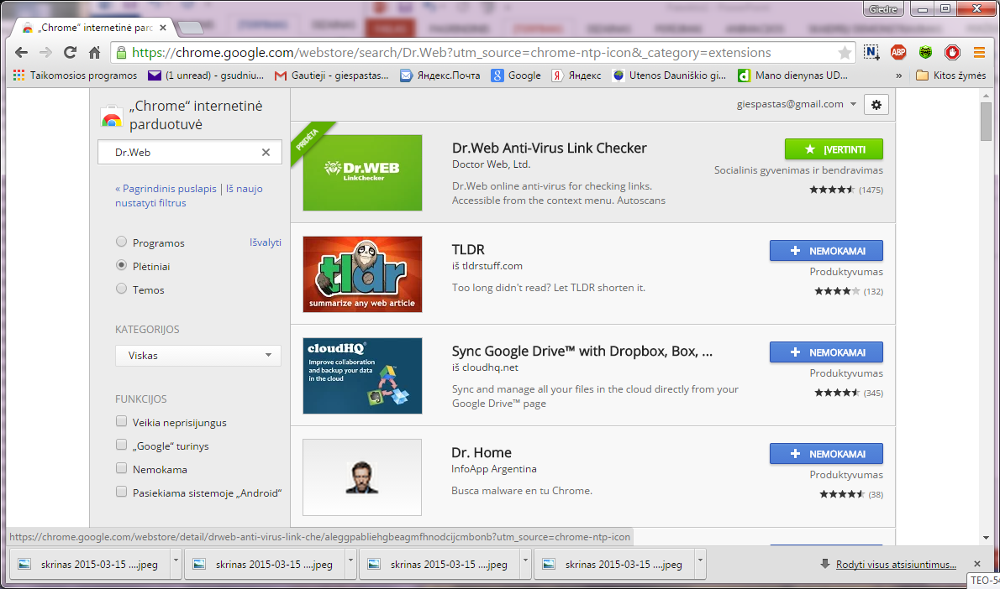 Giedre
„Chrome“ internetinė parduotuvė
https://chrome.google.com/webstore/search/Dr.Web?utm_source=chrome-ntp-icon&_category=extensions
Taikomosios programos
(1 unread) - gsudniu...
Gautieji - giespastas...
Яндекс.Почта
Google
Яндекс
Utenos Dauniškio gi...
Mano dienynas UD...
»
Kitos žymės
„Chrome“ internetinė
parduotuvė
Dr.Web
« Pagrindinis puslapis | Iš naujo
nustatyti filtrus
Programos
Išvalyti
Plėtiniai
Temos
KATEGORIJOS
Viskas
FUNKCIJOS
Veikia neprisijungus
„Google“ turinys
Nemokama
Pasiekiama sistemoje „Android“
giespastas@gmail.com
PRIDĖTA
Dr.WEB
LinkChecker
Dr.Web Anti-Virus Link Checker
Doctor Web, Ltd.
Dr.Web online anti-virus for checking links.
Accessible from the context menu. Autoscans
ĮVERTINTI
Socialinis gyvenimas ir bendravimas
(1475)
tldr
summarize any web article
TLDR
iš tldrstuff.com
Too long didn't read? Let TLDR shorten it.
NEMOKAMAI
Produktyvumas
(132)
cloudHQ
Improve collaboration
and backup your data
in the cloud
Sync Google Drive™ with Dropbox, Box, ...
iš cloudhq.net
Sync and manage all your files in the cloud directly from your
Google Drive™ page
NEMOKAMAI
Produktyvumas
(345)
Dr. Home
InfoApp Argentina
Busca malware en tu Chrome.
NEMOKAMAI
Produktyvumas
(38)
https://chrome.google.com/webstore/detail/drweb-anti-virus-link-che/aleggpabliehgbeagmfhnodcijcmbonb?utm_source=chrome-ntp-icon
skrinas 2015-03-15 ....jpeg
skrinas 2015-03-15 ....jpeg
skrinas 2015-03-15 ....jpeg
skrinas 2015-03-15 ....jpeg
Rodyti visus atsisiuntimus...